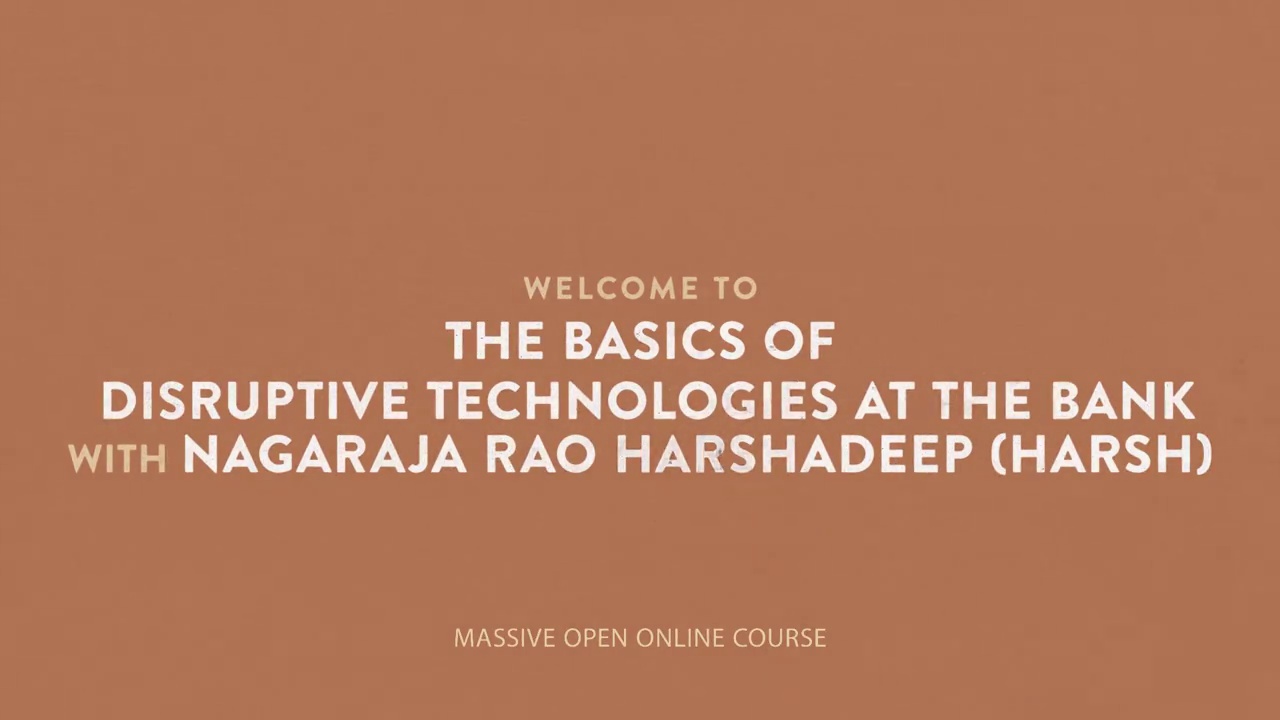 WELCOME TO
THE BASICS OF
DISRUPTIVE TECHNOLOGIES AT THE BANK
WITH NAGARAJA RAO HARSHADEEP (HARSH)
MASSIVE OPEN ONLINE COURSE